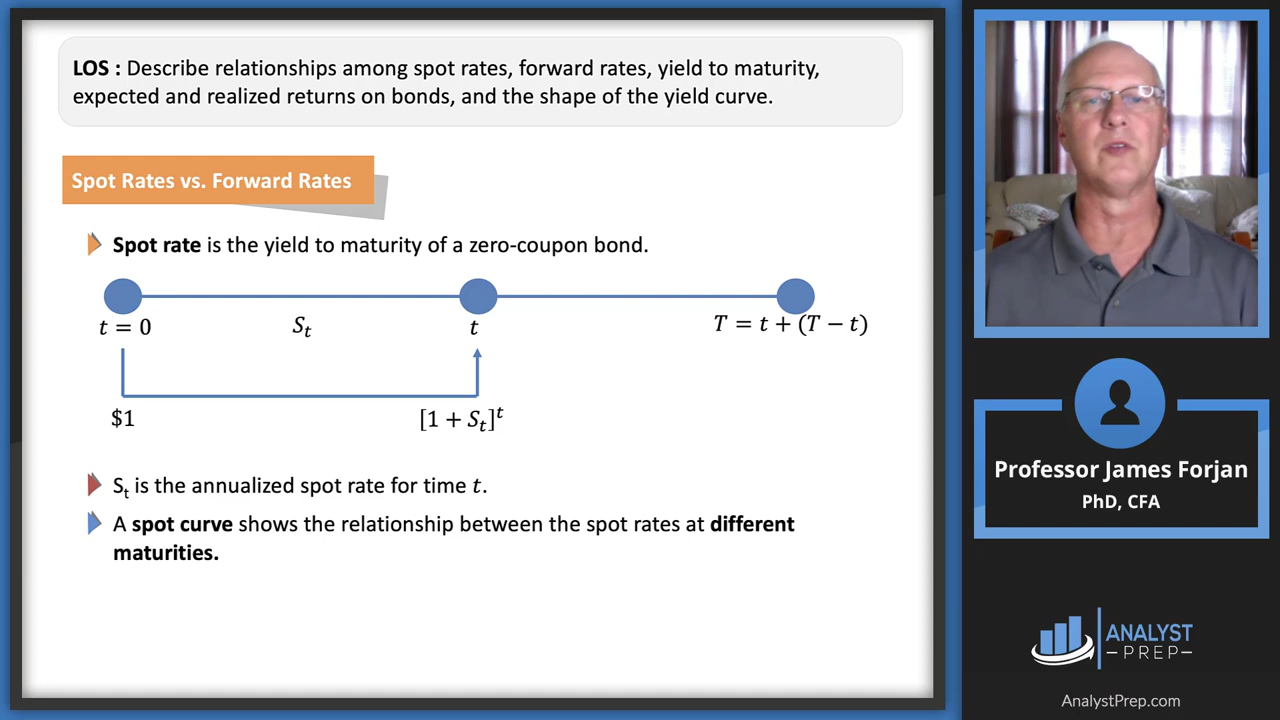 LOS : Describe relationships among spot rates, forward rates, yield to maturity,
expected and realized returns on bonds, and the shape of the yield curve.
Spot Rates vs. Forward Rates
Spot rate is the yield to maturity of a zero-coupon bond.
t = 0
S_t
t
T = t + (T − t)
$1
[1 + S_t]^t
S_t is the annualized spot rate for time t.
A spot curve shows the relationship between the spot rates at different
maturities.
Professor James Forjan
PhD, CFA
ANALYST
–PREP–
AnalystPrep.com